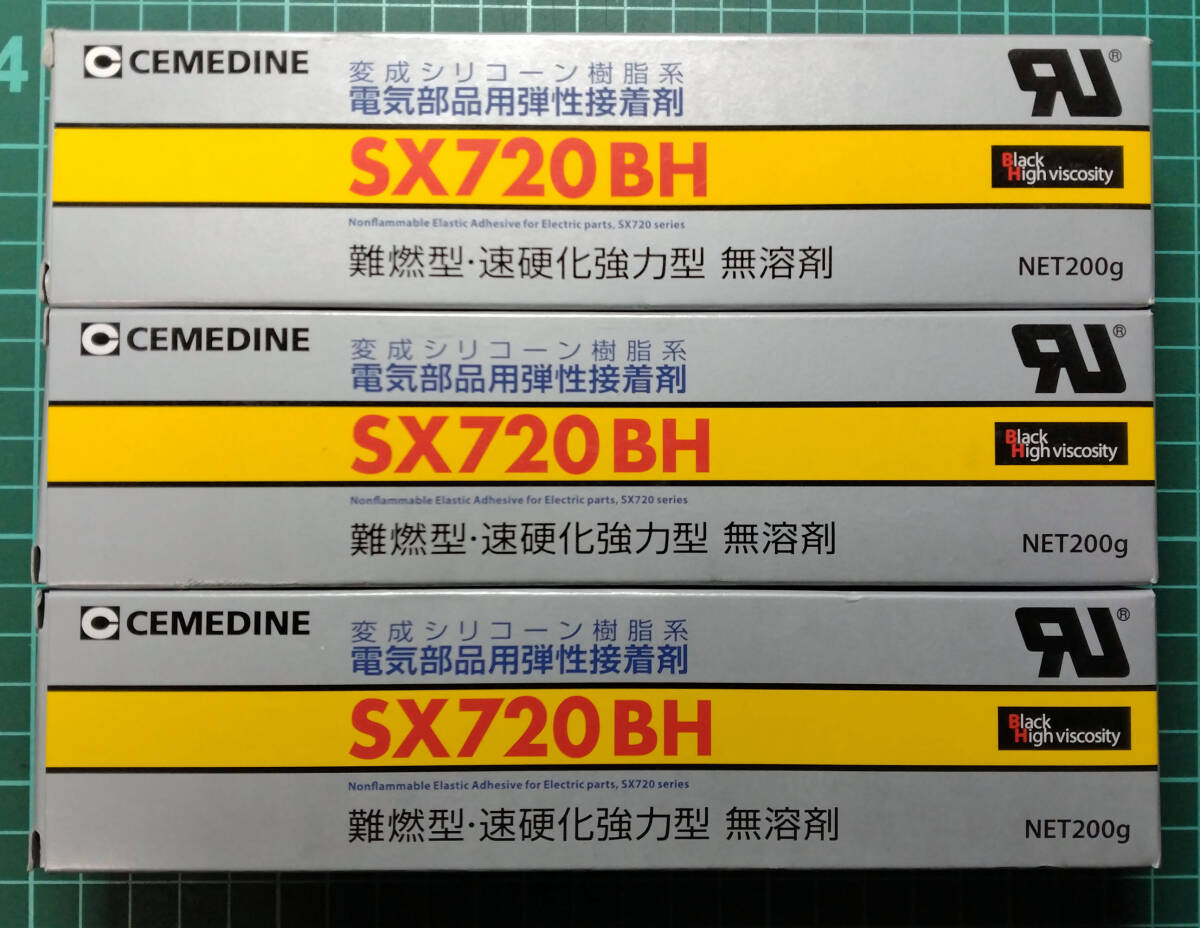 4
CEMEDINE
変成シリコーン樹脂系
電気部品用弾性接着剤
RU®
SX720BH
Black
High viscosity
Nonflammable Elastic Adhesive for Electric parts, SX720 series
難燃型・速硬化強力型 無溶剤
NET200g
CEMEDINE
変成シリコーン樹脂系
電気部品用弾性接着剤
RU®
SX720BH
Black
High viscosity
Nonflammable Elastic Adhesive for Electric parts, SX720 series
難燃型・速硬化強力型 無溶剤
NET200g
CEMEDINE
変成シリコーン樹脂系
電気部品用弾性接着剤
RU®
SX720BH
Black
High viscosity
Nonflammable Elastic Adhesive for Electric parts, SX720 series
難燃型・速硬化強力型 無溶剤
NET200g